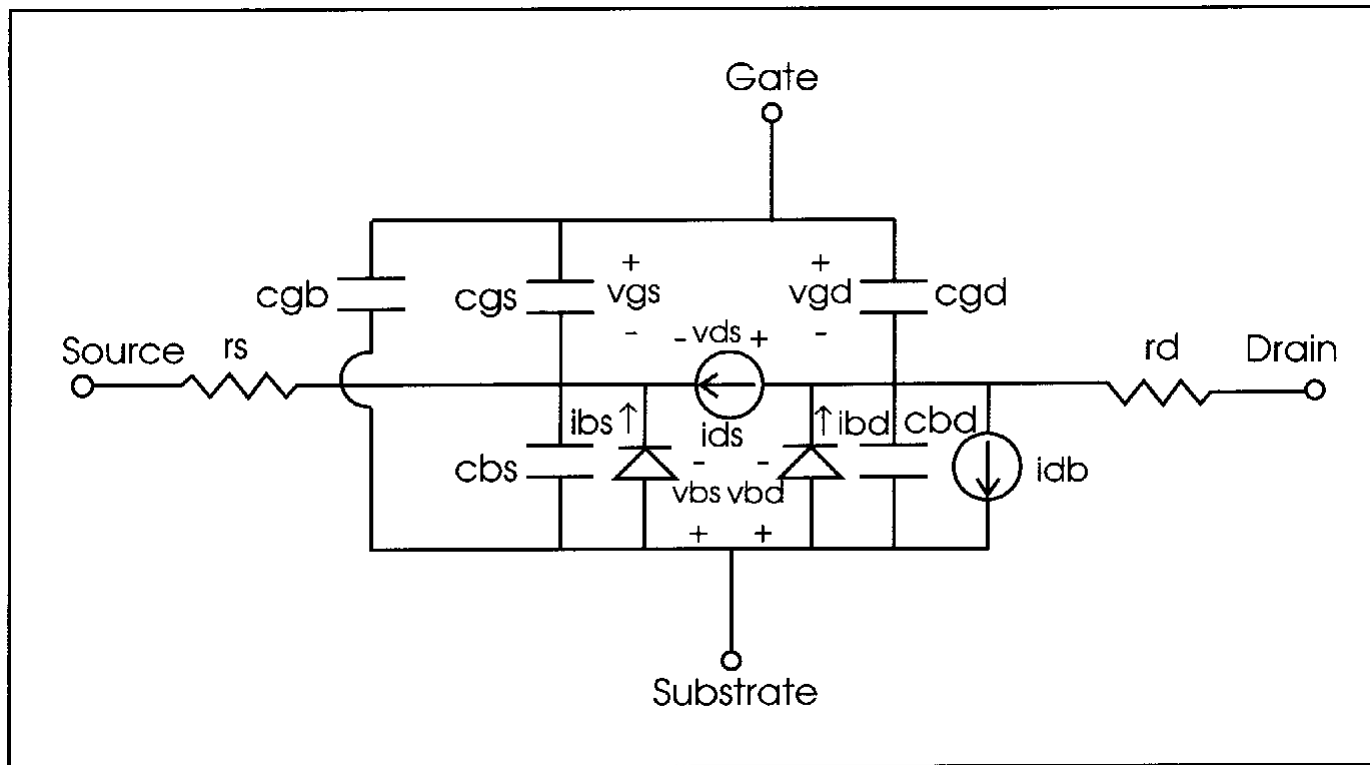 Gate
+ +
cgb cgs vgs vgd cgd
- -
- vds +
Source rs rd Drain
ibs ↑ ids ↑ ibd cbd
- -
cbs idb
vbs vbd
+ +
Substrate